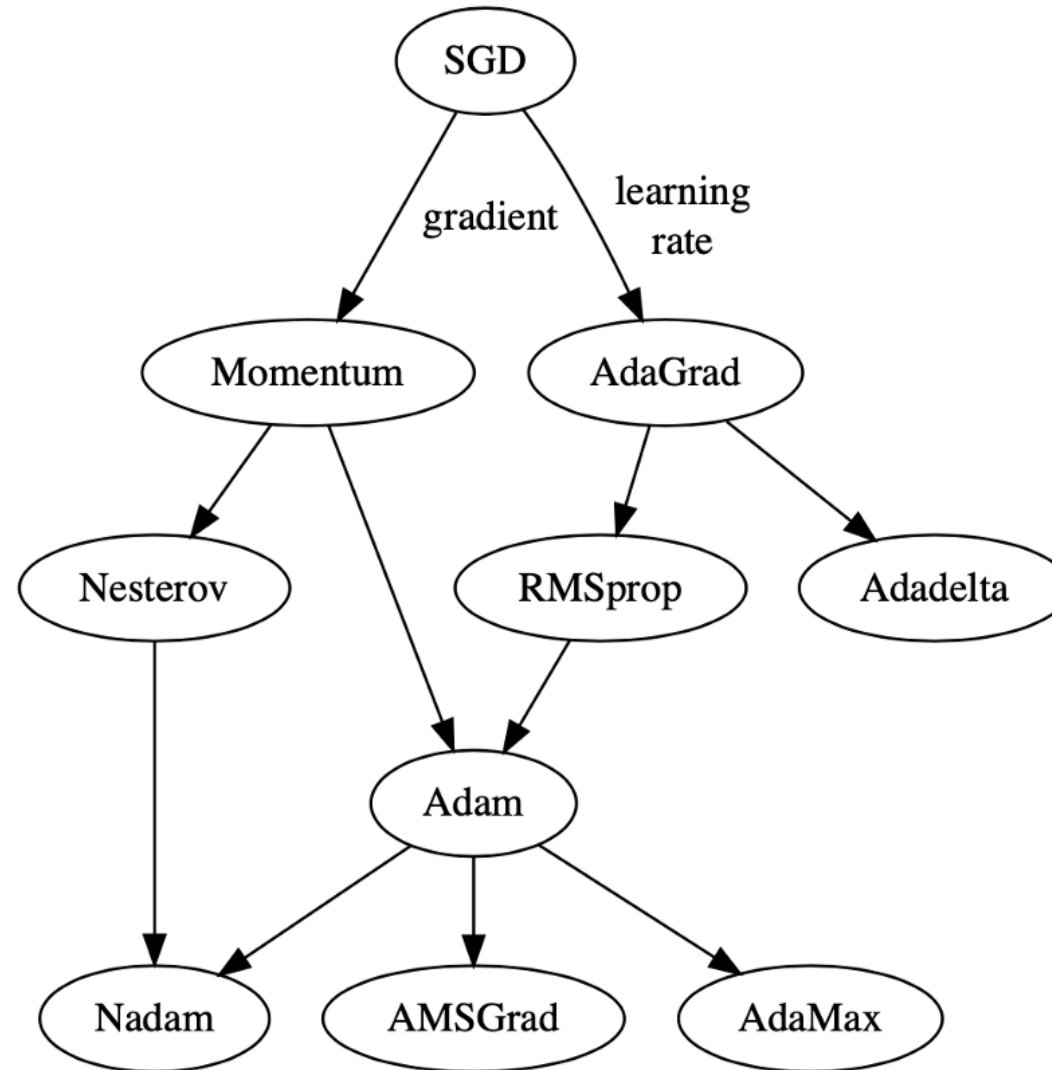 SGD
gradient
learning
rate
Momentum
AdaGrad
Nesterov
RMSprop
Adadelta
Adam
Nadam
AMSGrad
AdaMax